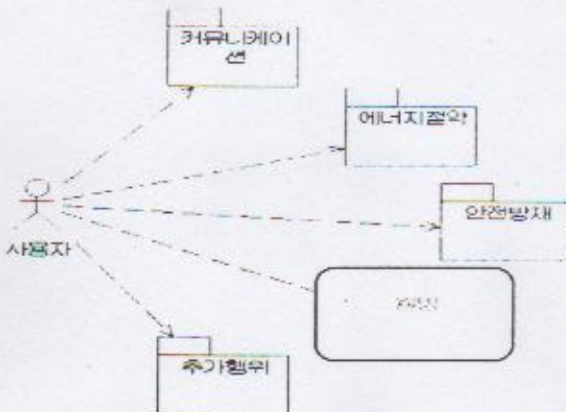 커뮤니케이
션
에너지절약
안전방재
사용자
추가행위